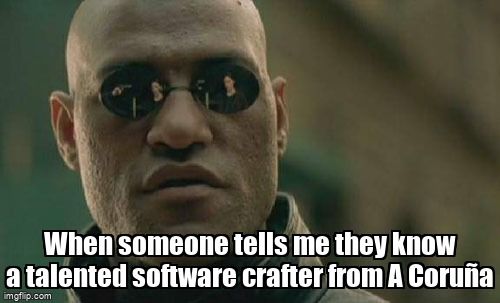 When someone tells me they know
a talented software crafter from A Coruña
imgflip.com